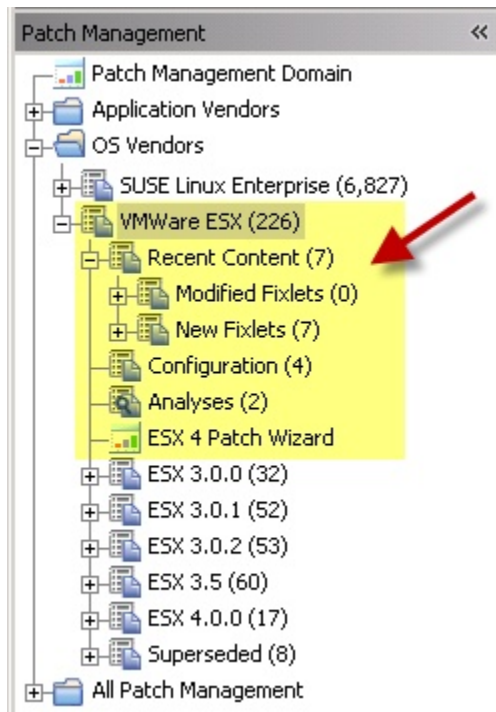 Patch Management
Patch Management Domain
Application Vendors
OS Vendors
SUSE Linux Enterprise (6,827)
VMWare ESX (226)
Recent Content (7)
Modified Fixlets (0)
New Fixlets (7)
Configuration (4)
Analyses (2)
ESX 4 Patch Wizard
ESX 3.0.0 (32)
ESX 3.0.1 (52)
ESX 3.0.2 (53)
ESX 3.5 (60)
ESX 4.0.0 (17)
Superseded (8)
All Patch Management